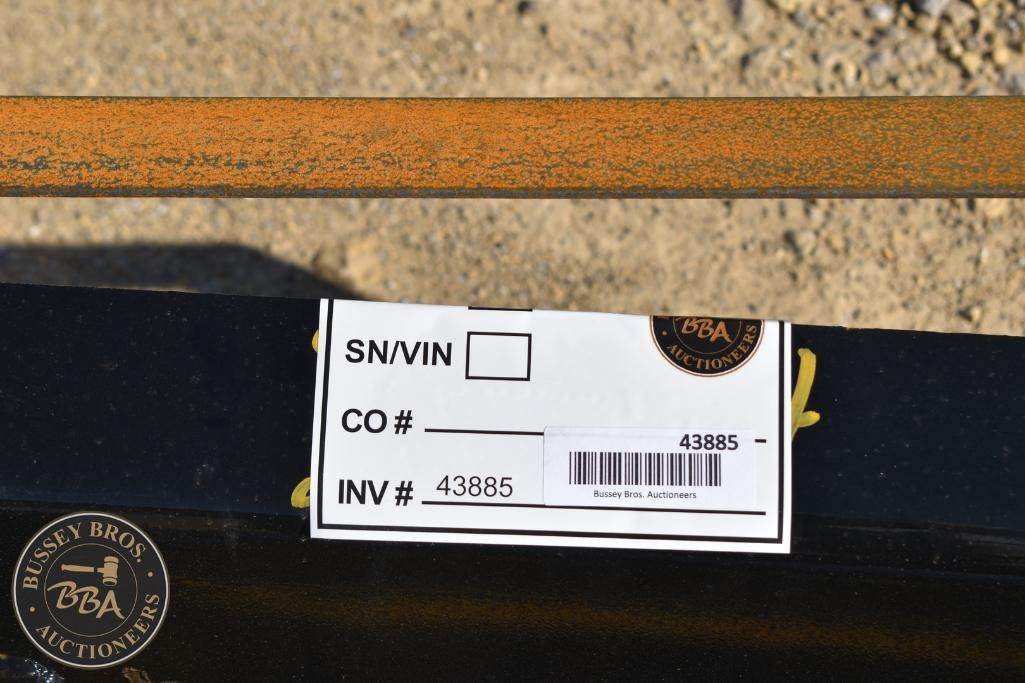 BBA
AUCTIONEERS
SN/VIN
CO #
43885
INV # 43885
Bussey Bros. Auctioneers
BUSSEY BROS.
BBA
AUCTIONEERS